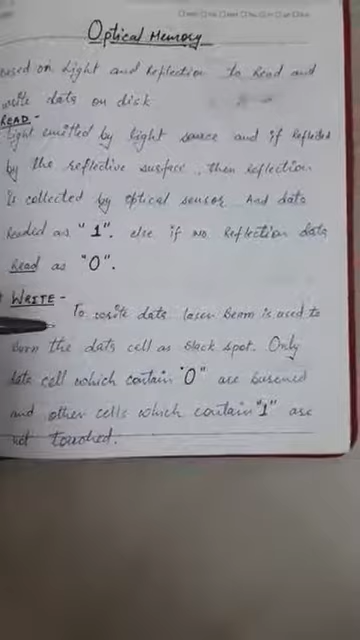 Optical Memory
Based on Light and Reflection to Read and
write data on disk
READ -
Light emitted by light source and if Reflected
by the reflective surface, then reflection
is collected by optical sensor And data
Readed as "1". else if no Reflection data
Read as "0".
WRITE -
To write data laser beam is used to
burn the data cell as black spot. Only
data cell which contain "0" are burened
and other cells which contain "1" are
not touched.